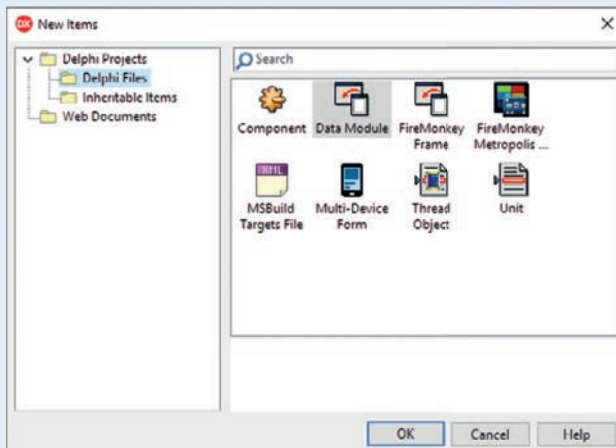 DX New Items
Delphi Projects
Delphi Files
Inheritable Items
Web Documents
Search
Component
Data Module
FireMonkey
Frame
FireMonkey
Metropolis ...
MSBuild
Targets File
Multi-Device
Form
Thread
Object
Unit
OK
Cancel
Help